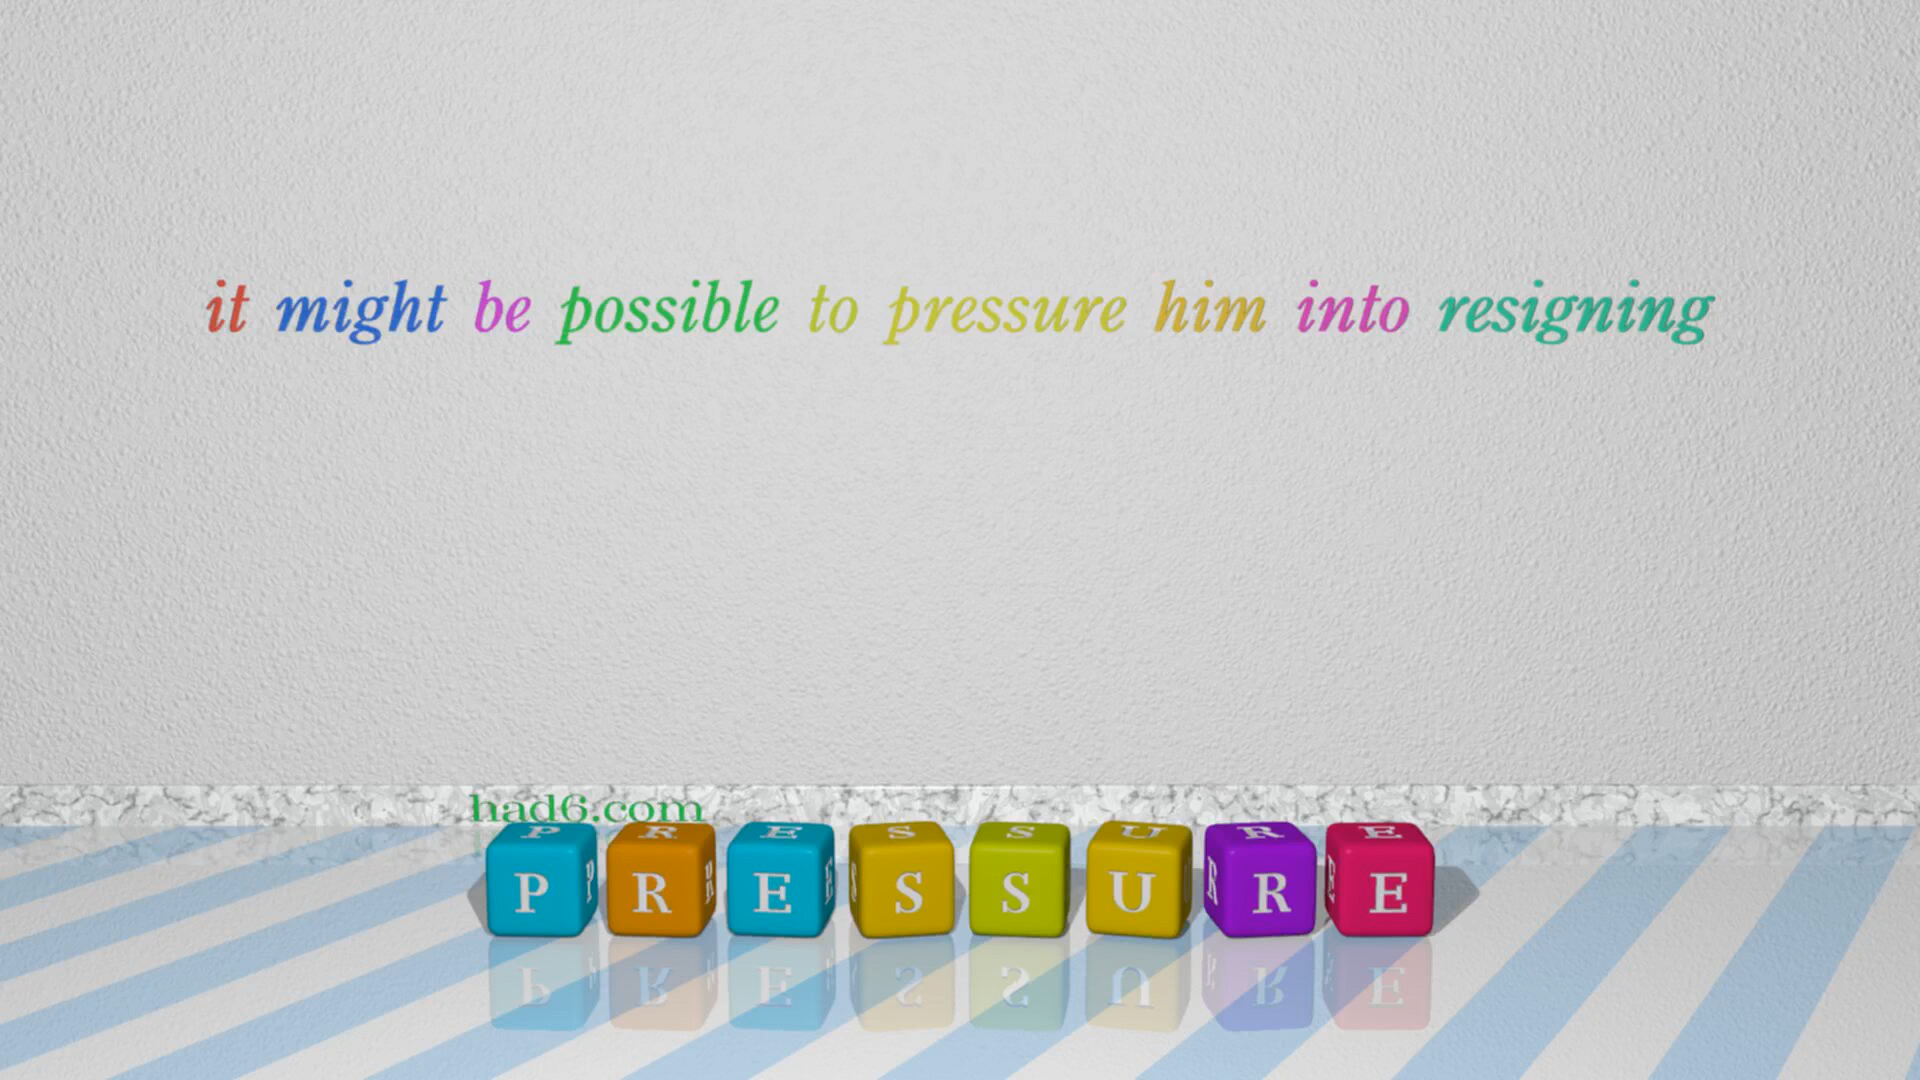 it might be possible to pressure him into resigning
had6.com
PRESSURE